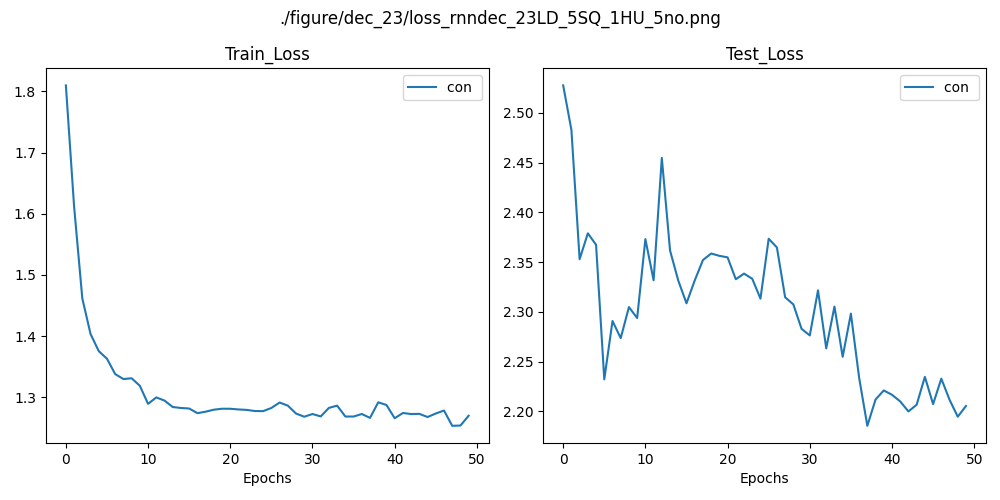 ./figure/dec_23/loss_rnndec_23LD_5SQ_1HU_5no.png
Train_Loss
con
1.8
1.7
1.6
1.5
1.4
1.3
0 10 20 30 40 50
Epochs
Test_Loss
con
2.50
2.45
2.40
2.35
2.30
2.25
2.20
0 10 20 30 40 50
Epochs